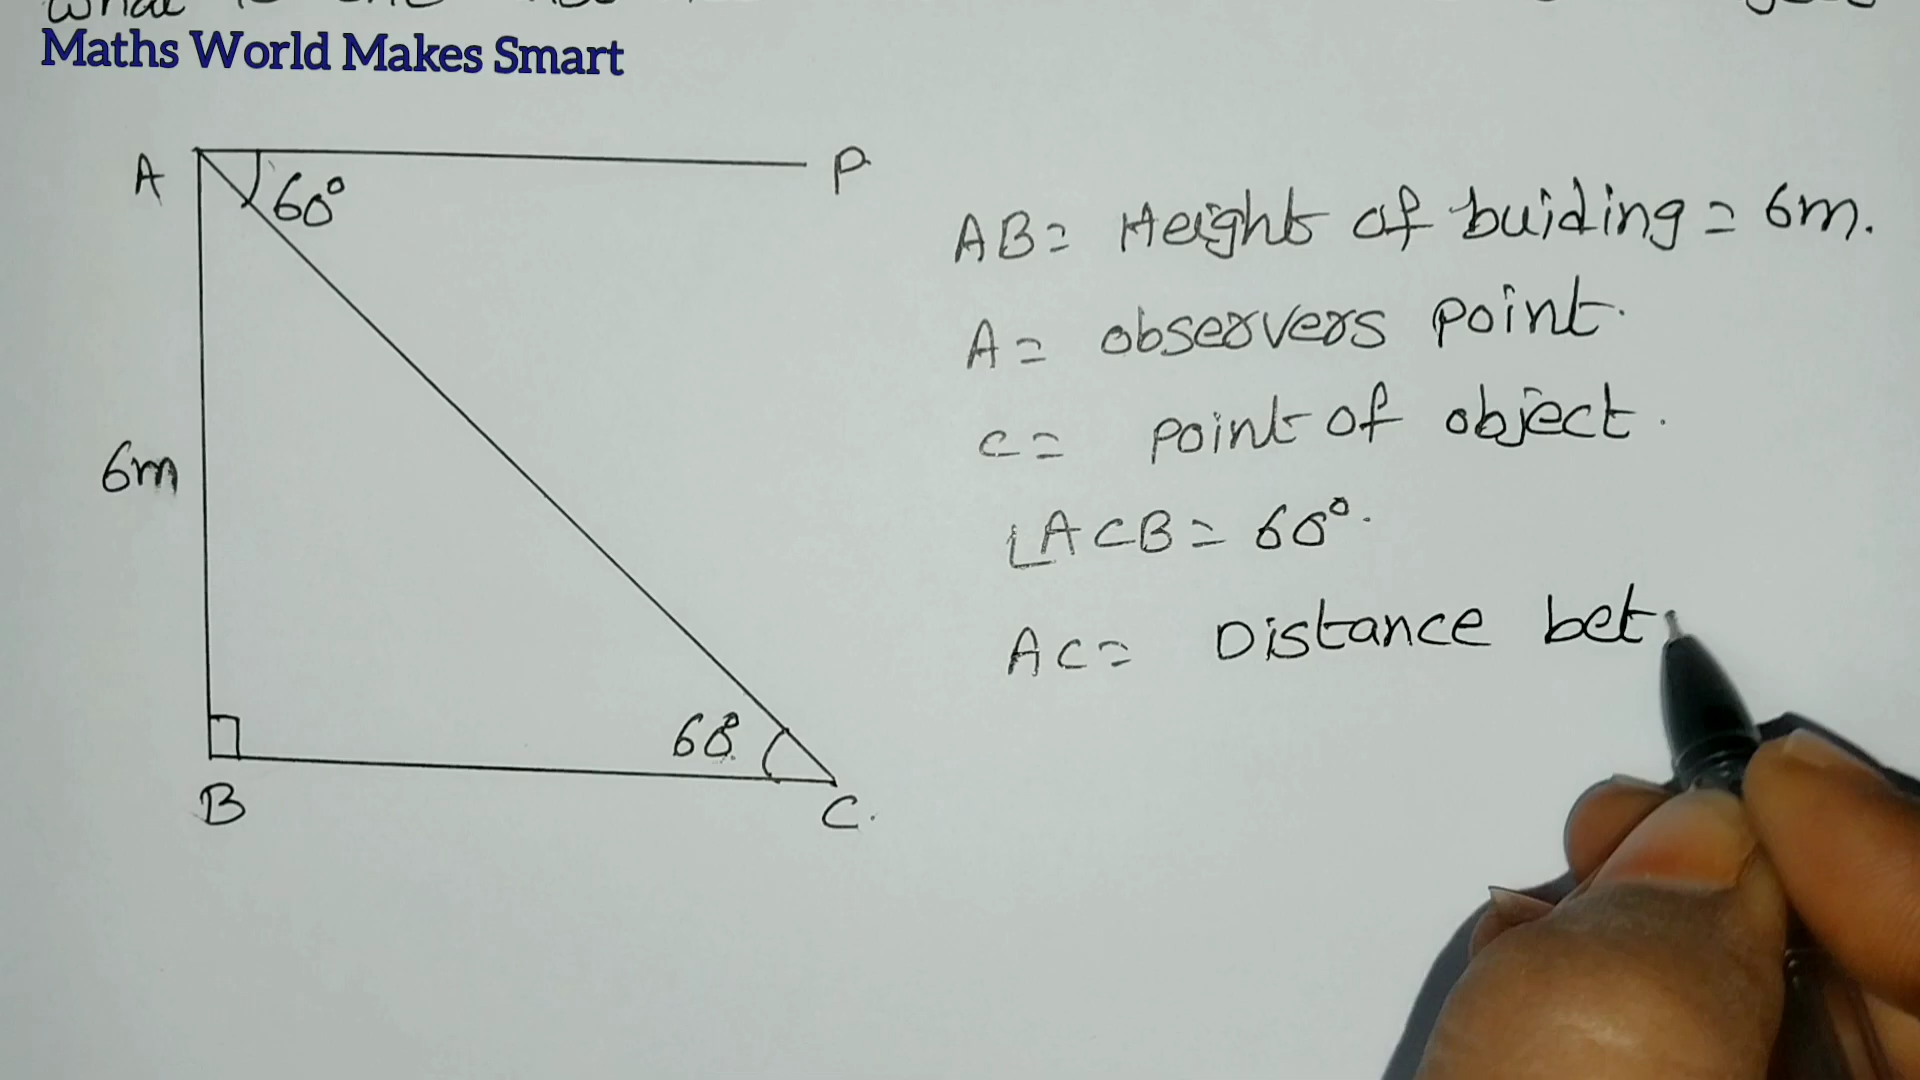 Maths World Makes Smart
A
P
60°
AB = Height of buiding = 6m.
A = observers point.
C = point of object.
6m
∟ACB = 60°.
AC = Distance bet
60°
B
C.